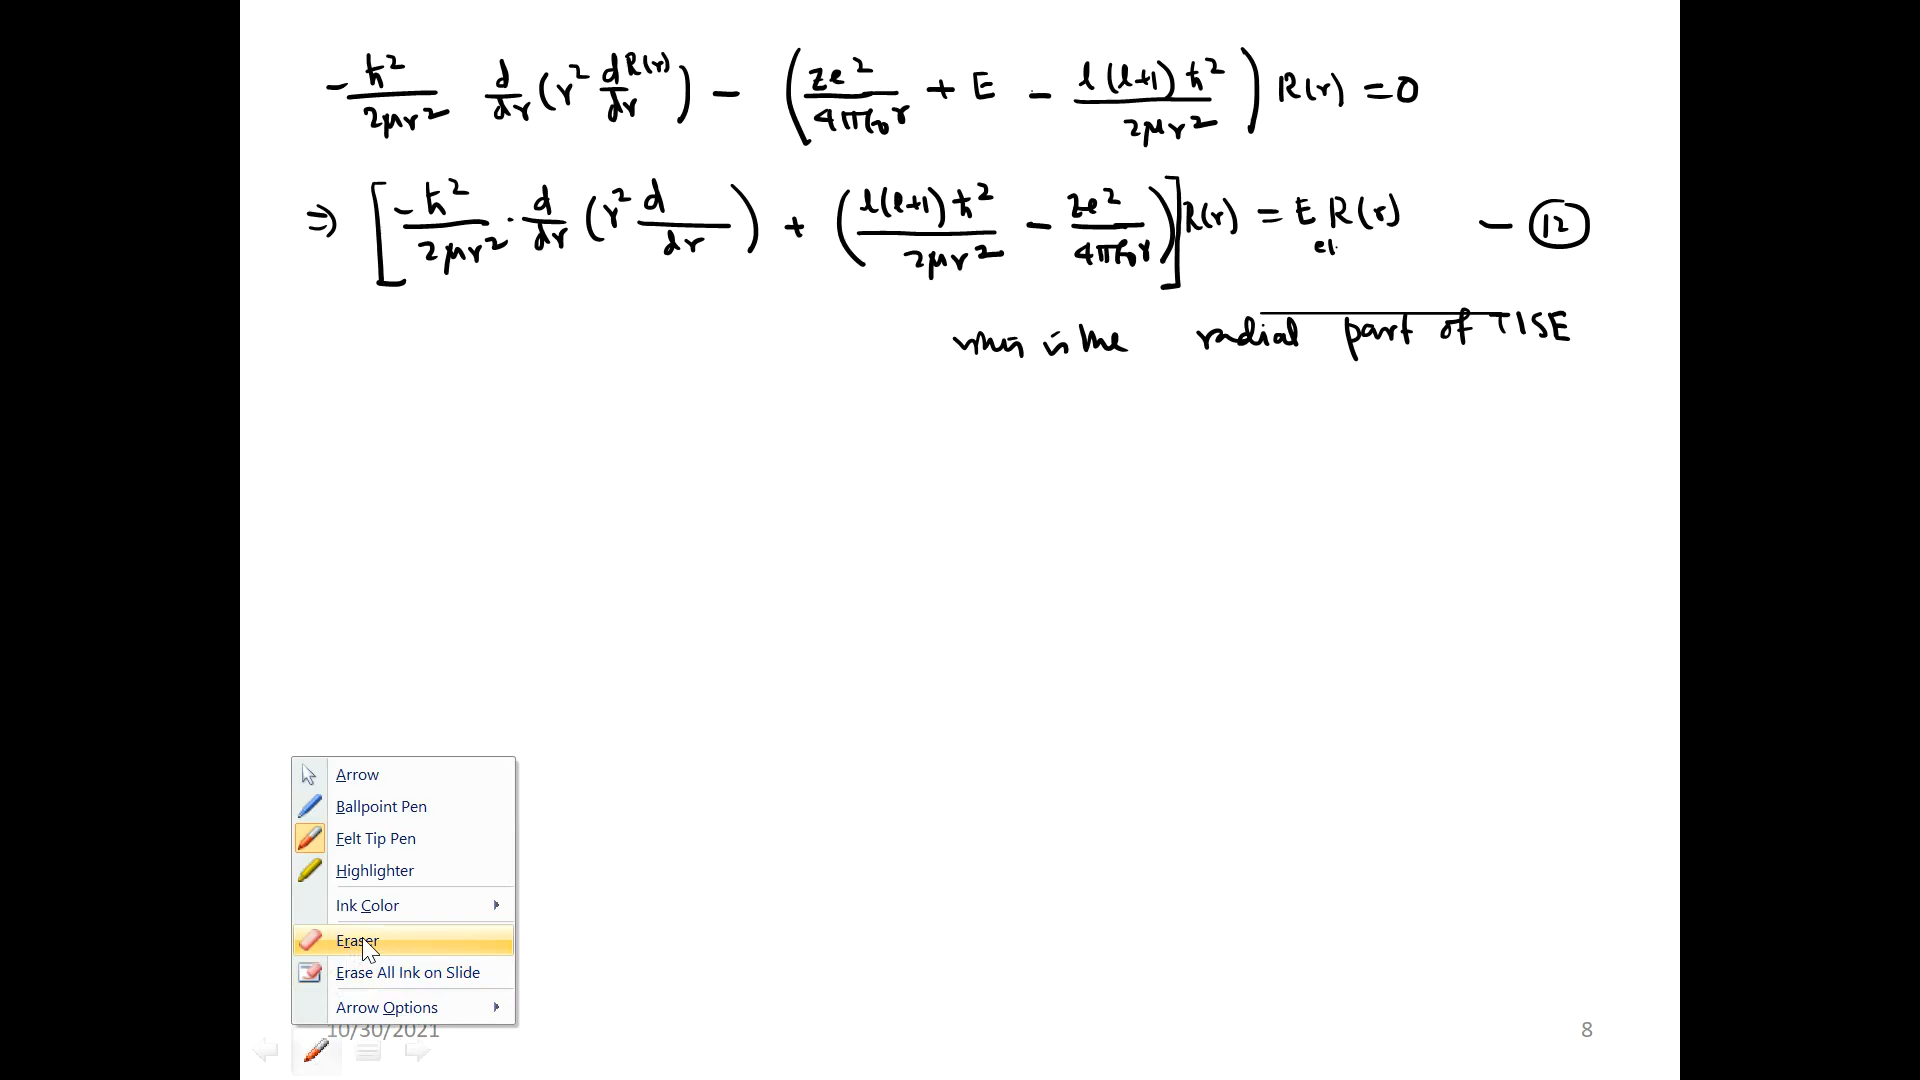 -ħ²/2μr² d/dr (r² dR(r)/dr) - (ze²/4πε₀r + E - l(l+1)ħ²/2μr²) R(r) = 0
⇒ [-ħ²/2μr² · d/dr (r² d/dr) + (l(l+1)ħ²/2μr² - ze²/4πε₀r)] R(r) = E_el R(r) - (12)
this is the radial part of TISE
Arrow
Ballpoint Pen
Felt Tip Pen
Highlighter
Ink Color
Eraser
Erase All Ink on Slide
Arrow Options
10/30/2021
8